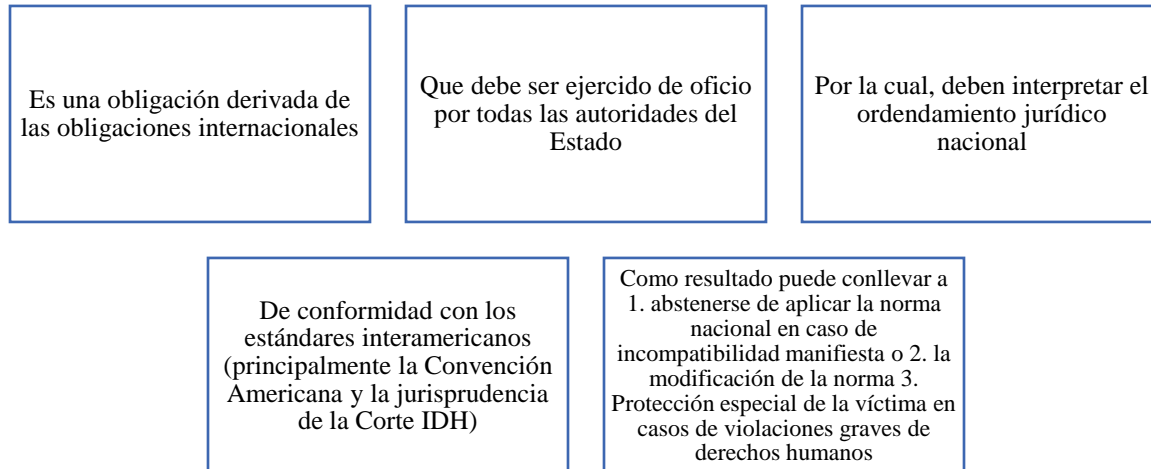 Es una obligación derivada de
las obligaciones internacionales
Que debe ser ejercido de oficio
por todas las autoridades del
Estado
Por la cual, deben interpretar el
ordendamiento jurídico
nacional
De conformidad con los
estándares interamericanos
(principalmente la Convención
Americana y la jurisprudencia
de la Corte IDH)
Como resultado puede conllevar a
1. abstenerse de aplicar la norma
nacional en caso de
incompatibilidad manifiesta o 2. la
modificación de la norma 3.
Protección especial de la víctima en
casos de violaciones graves de
derechos humanos